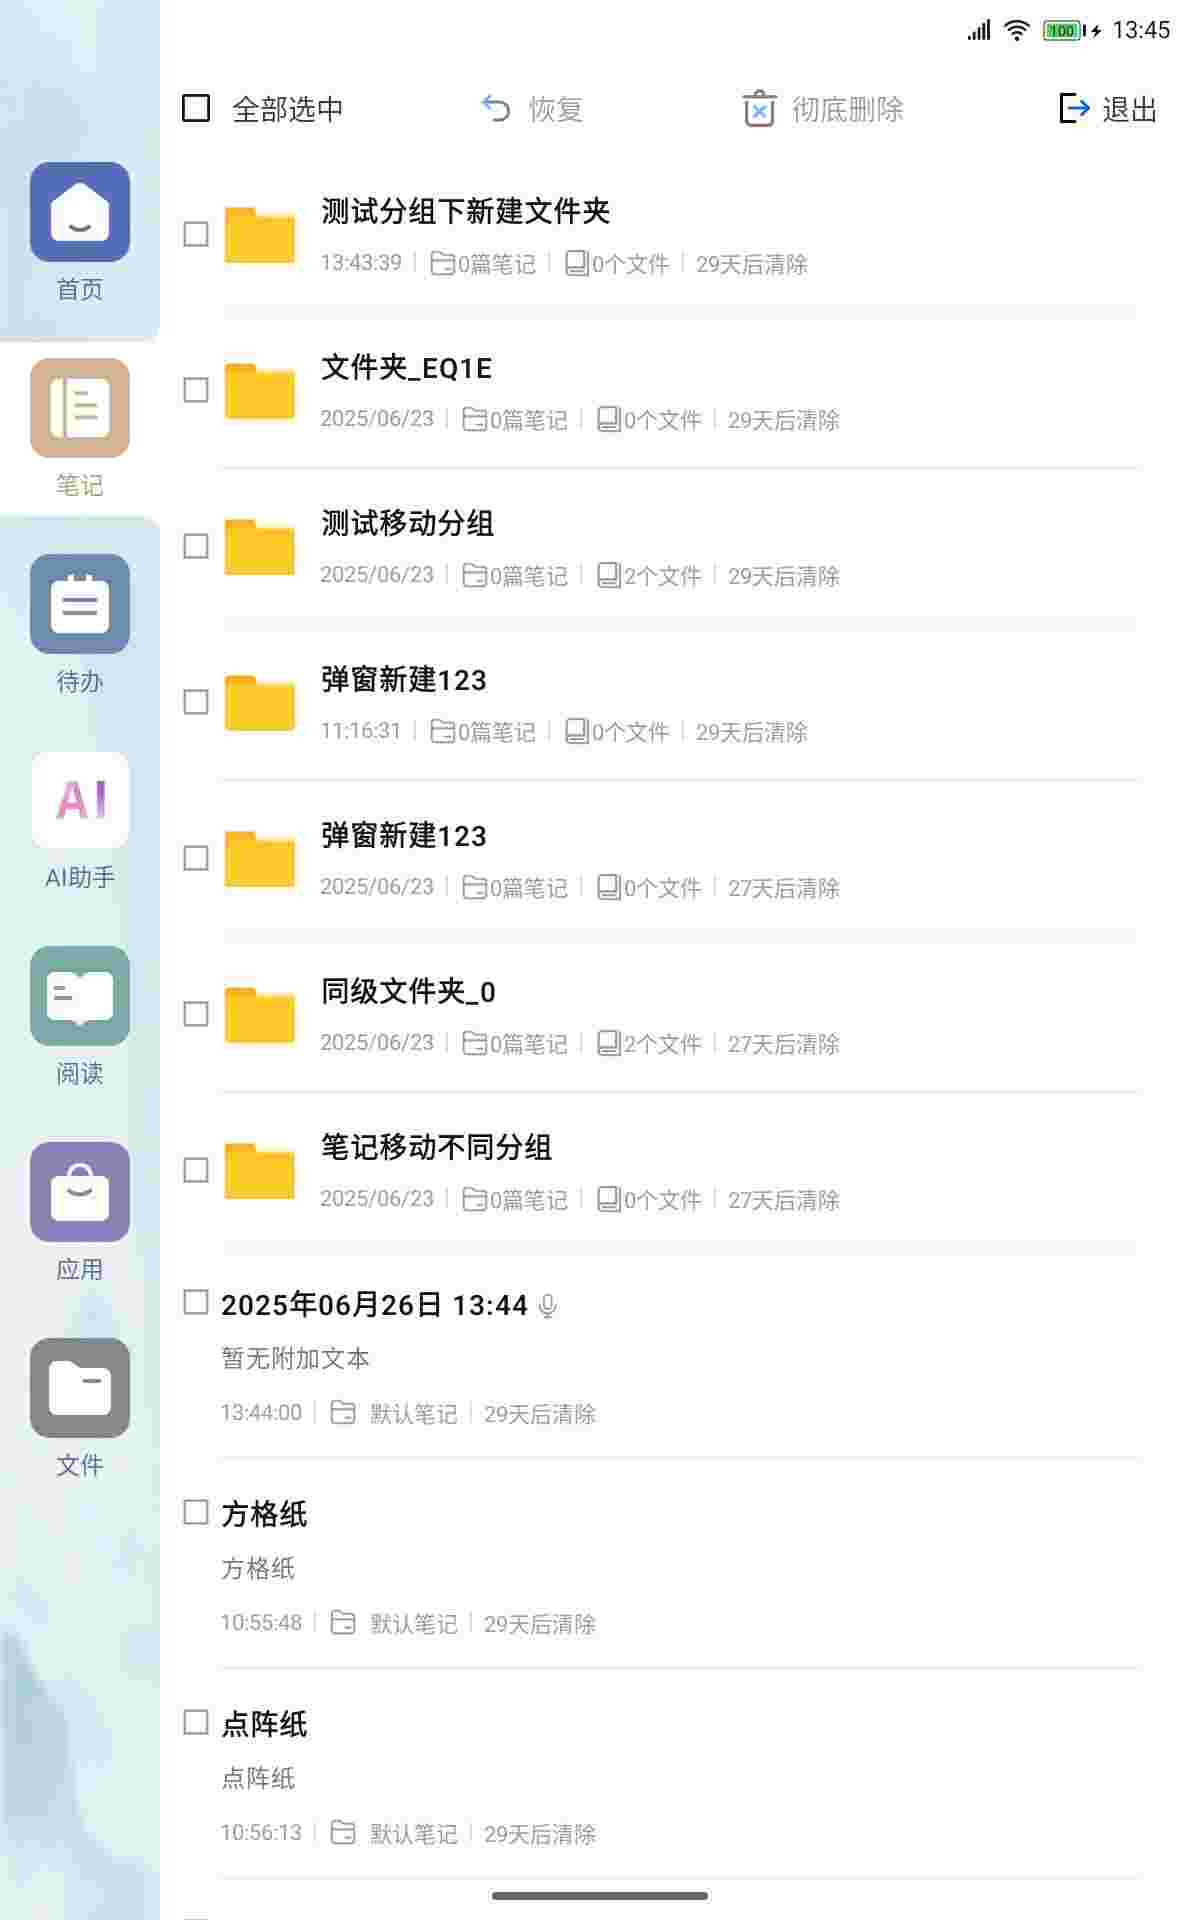 100 13:45
全部选中 恢复 彻底删除 退出
首页
笔记
待办
AI
AI助手
阅读
应用
文件
测试分组下新建文件夹
13:43:39 0篇笔记 0个文件 29天后清除
文件夹_EQ1E
2025/06/23 0篇笔记 0个文件 29天后清除
测试移动分组
2025/06/23 0篇笔记 2个文件 29天后清除
弹窗新建123
11:16:31 0篇笔记 0个文件 29天后清除
弹窗新建123
2025/06/23 0篇笔记 0个文件 27天后清除
同级文件夹_0
2025/06/23 0篇笔记 2个文件 27天后清除
笔记移动不同分组
2025/06/23 0篇笔记 0个文件 27天后清除
2025年06月26日 13:44
暂无附加文本
13:44:00 默认笔记 29天后清除
方格纸
方格纸
10:55:48 默认笔记 29天后清除
点阵纸
点阵纸
10:56:13 默认笔记 29天后清除